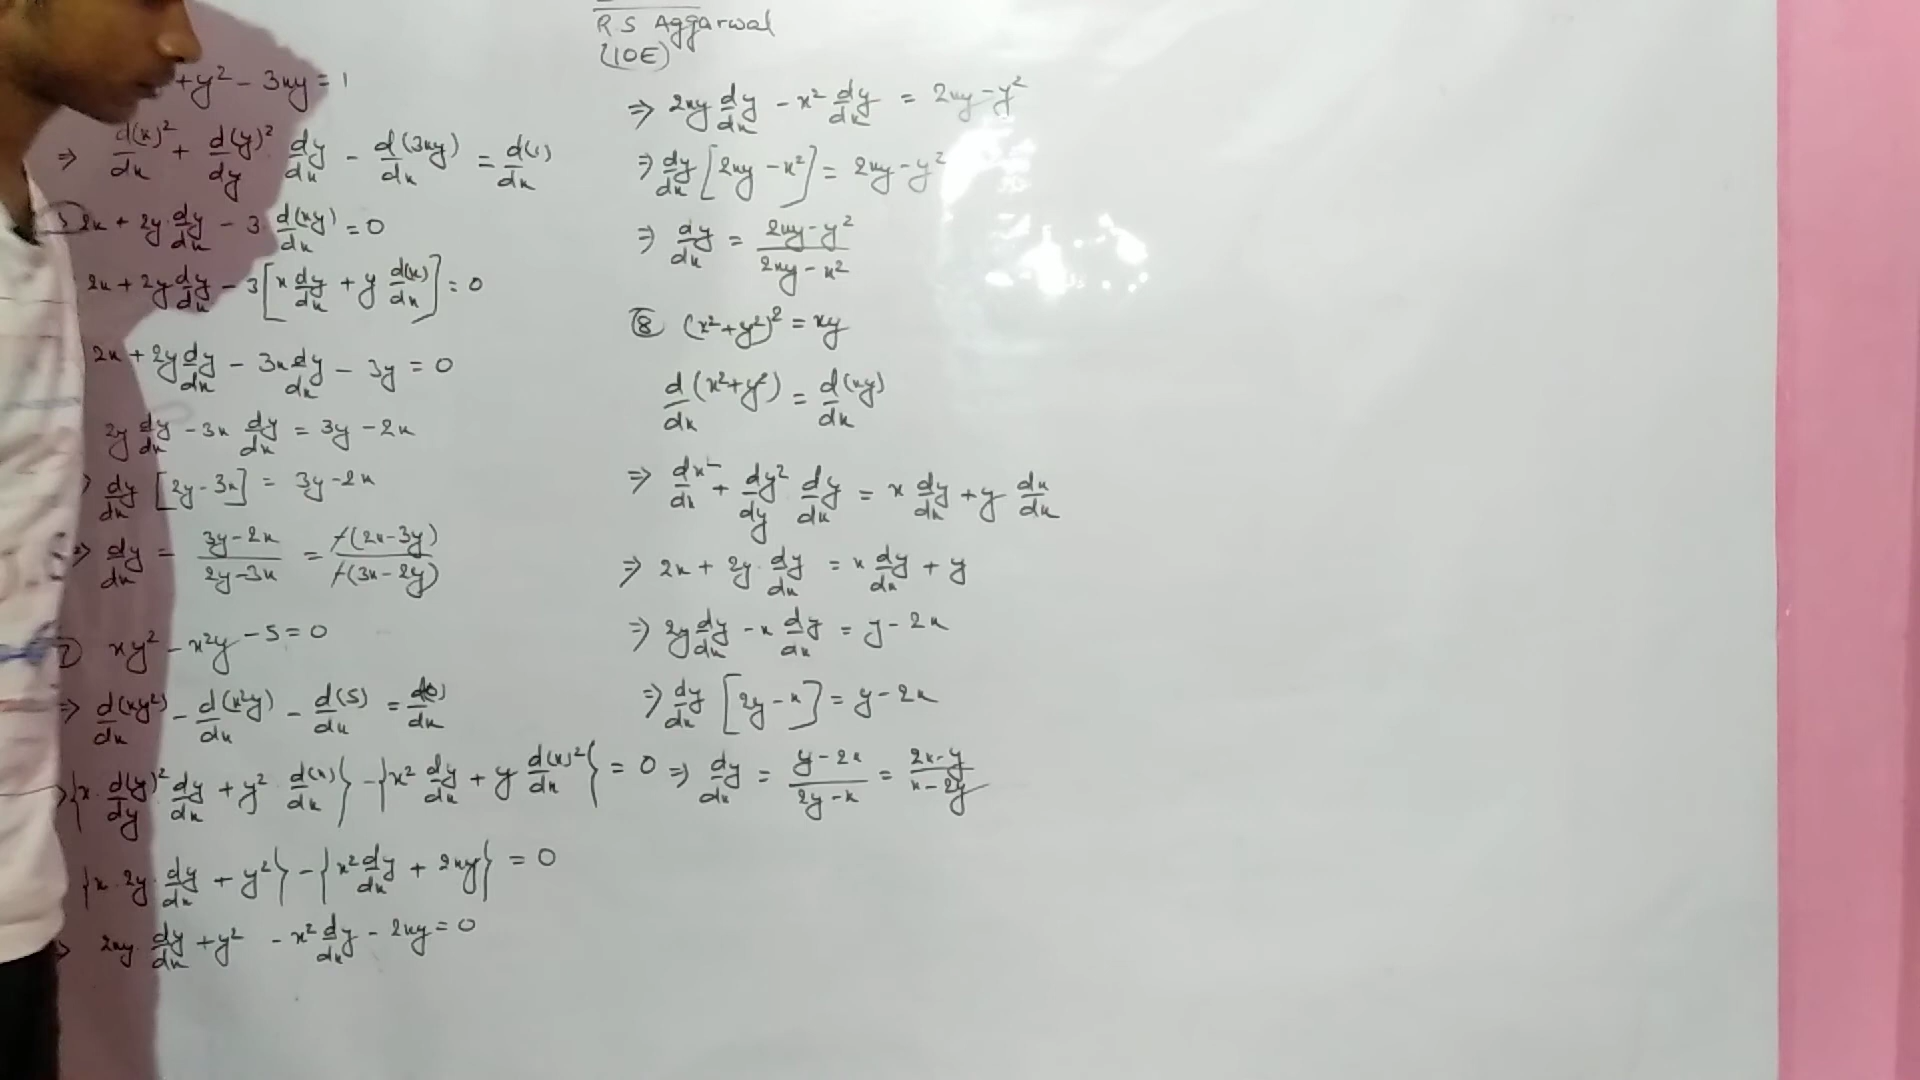 R S Aggarwal
(10E)
+ y² - 3xy = 1
⇒ d(x)²/dx + d(y)²/dy dy/dx - d(3xy)/dx = d(1)/dx
2x + 2y · dy/dx - 3 · d(xy)/dx = 0
2x + 2y dy/dx - 3[x dy/dx + y d(x)/dx] = 0
2x + 2y dy/dx - 3x dy/dx - 3y = 0
2y dy/dx - 3x dy/dx = 3y - 2x
dy/dx [2y - 3x] = 3y - 2x
⇒ dy/dx = 3y - 2x / 2y - 3x = -(2x - 3y) / -(3x - 2y)
⑦ xy² - x²y - 5 = 0
⇒ d(xy²)/dx - d(x²y)/dx - d(5)/dx = d(0)/dx
⇒ {x · d(y)²/dy dy/dx + y² · d(x)/dx} - {x² dy/dx + y d(x)²/dx} = 0
{x · 2y · dy/dx + y²} - {x² dy/dx + 2xy} = 0
⇒ 2xy · dy/dx + y² - x² dy/dx - 2xy = 0
⇒ 2xy dy/dx - x² dy/dx = 2xy - y²
⇒ dy/dx [2xy - x²] = 2xy - y²
⇒ dy/dx = 2xy - y² / 2xy - x²
⑧ (x² + y²)² = xy
d/dx (x² + y²) = d(xy)/dx
⇒ dx²/dx + dy²/dy dy/dx = x dy/dx + y dx/dx
⇒ 2x + 2y · dy/dx = x dy/dx + y
⇒ 2y dy/dx - x dy/dx = y - 2x
⇒ dy/dx [2y - x] = y - 2x
⇒ dy/dx = y - 2x / 2y - x = 2x - y / x - 2y